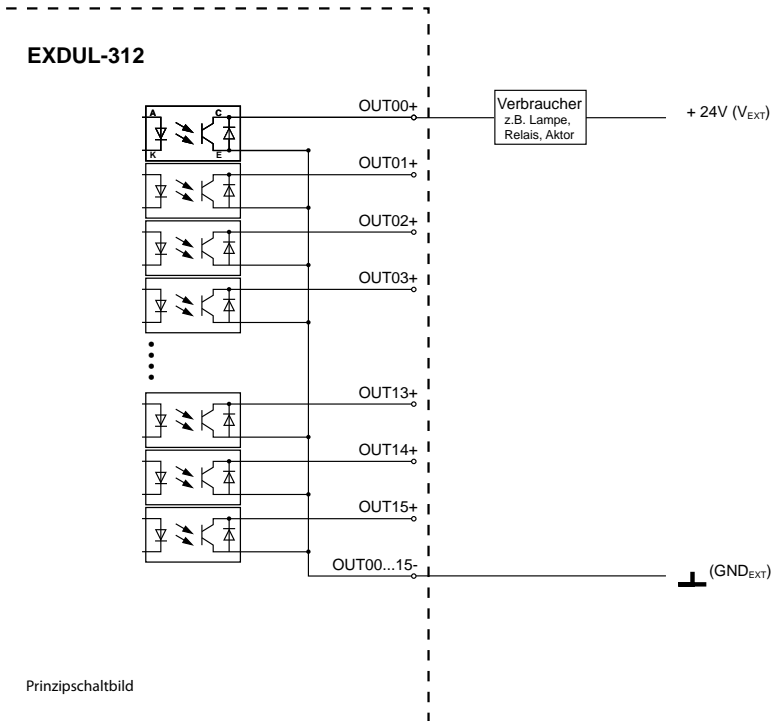 EXDUL-312
A
C
K
E
OUT00+
Verbraucher
z.B. Lampe,
Relais, Aktor
+ 24V (VEXT)
OUT01+
OUT02+
OUT03+
OUT13+
OUT14+
OUT15+
OUT00...15-
(GNDEXT)
Prinzipschaltbild